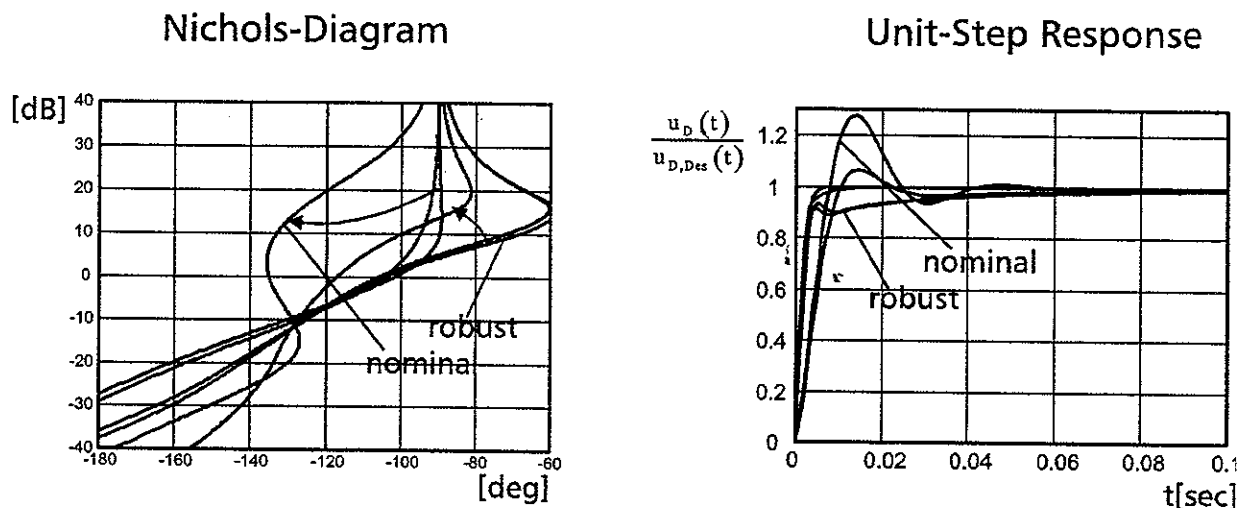 Nichols-Diagram
[dB]
40
30
20
10
0
-10
-20
-30
-40
robust
nomina
-180
-160
-140
-120
-100
-80
-60
[deg]
Unit-Step Response
u_D(t)
u_D,Des(t)
1.2
1
0.8
0.6
0.4
0.2
0
nominal
robust
0
0.02
0.04
0.06
0.08
0.1
t[sec]